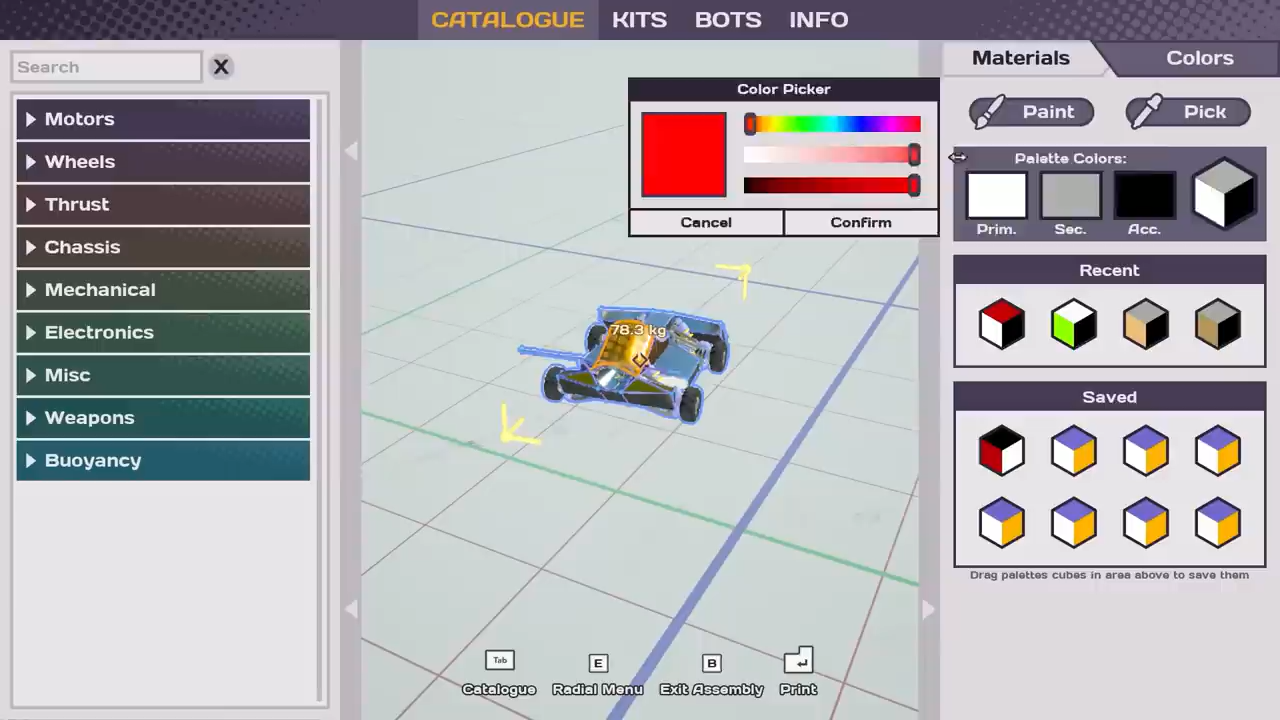 CATALOGUE KITS BOTS INFO
Search X
Motors
Wheels
Thrust
Chassis
Mechanical
Electronics
Misc
Weapons
Buoyancy
Color Picker
Cancel Confirm
78.3 kg
Tab E B
Catalogue Radial Menu Exit Assembly Print
Materials Colors
Paint Pick
Palette Colors:
Prim. Sec. Acc.
Recent
Saved
Drag palettes cubes in area above to save them